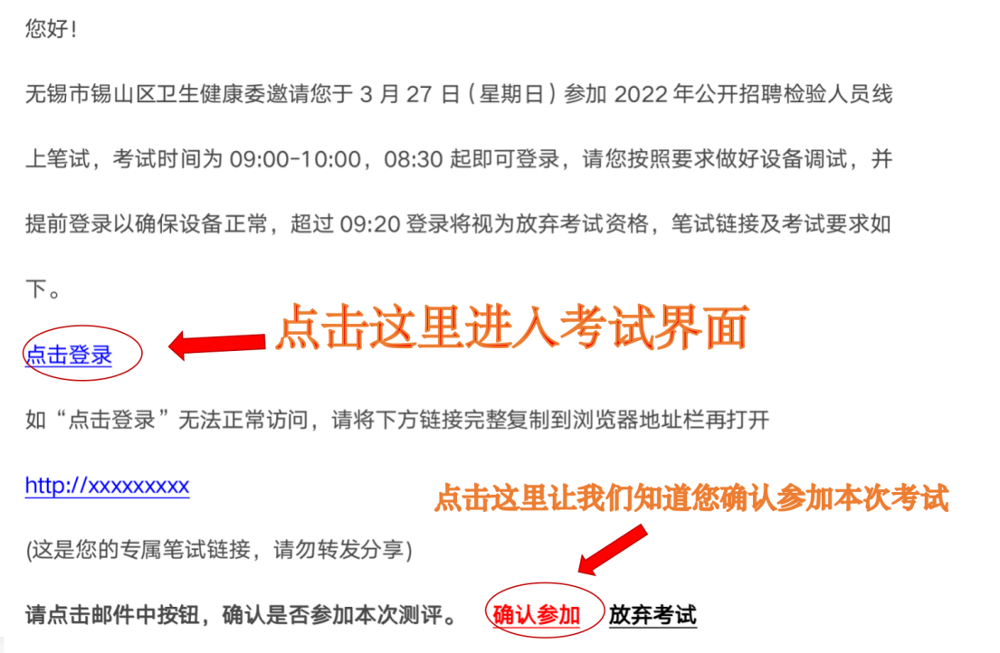 您好！
无锡市锡山区卫生健康委邀请您于 3 月 27 日（星期日）参加 2022 年公开招聘检验人员线
上笔试，考试时间为 09:00-10:00，08:30 起即可登录，请您按照要求做好设备调试，并
提前登录以确保设备正常，超过 09:20 登录将视为放弃考试资格，笔试链接及考试要求如
下。
点击这里进入考试界面
点击登录
如“点击登录”无法正常访问，请将下方链接完整复制到浏览器地址栏再打开
http://xxxxxxxxx
点击这里让我们知道您确认参加本次考试
(这是您的专属笔试链接，请勿转发分享)
请点击邮件中按钮，确认是否参加本次测评。 确认参加 放弃考试